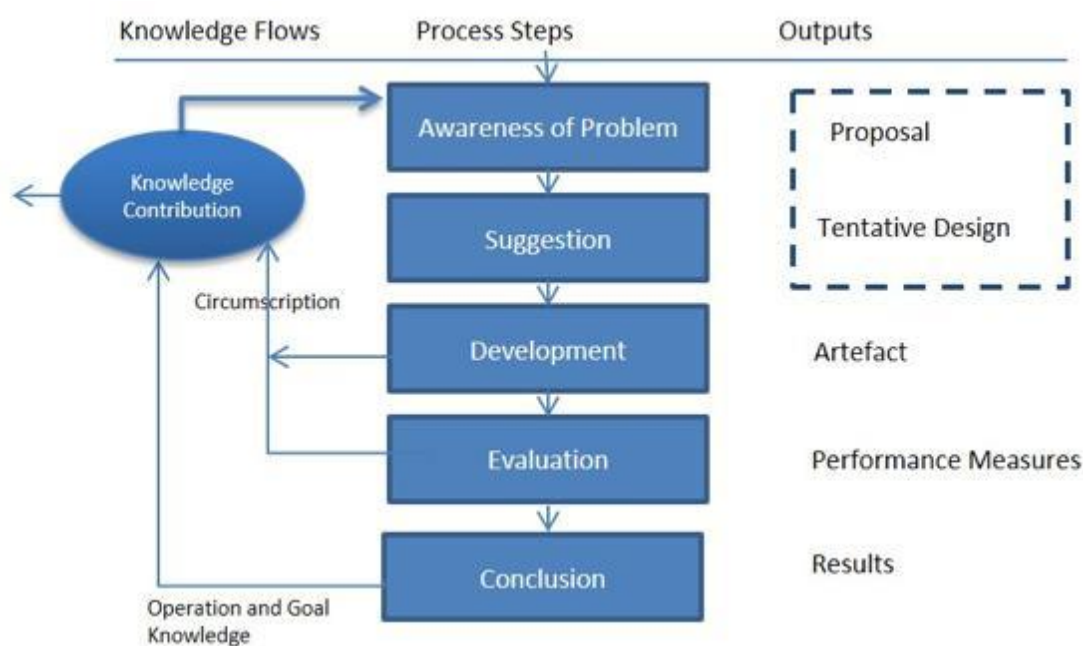 Knowledge Flows
Process Steps
Outputs
Awareness of Problem
Proposal
Knowledge
Contribution
Suggestion
Tentative Design
Circumscription
Development
Artefact
Evaluation
Performance Measures
Conclusion
Results
Operation and Goal
Knowledge